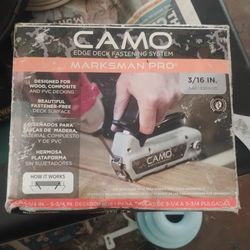 CAMO
EDGE DECK FASTENING SYSTEM
MARKSMAN PRO
3/16 IN.
DESIGNED FOR
WOOD, COMPOSITE
AND PVC DECKING
BEAUTIFUL
FASTENER-FREE
DECK SURFACE
DISEÑADOS PARA
TABLAS DE MADERA,
MATERIAL COMPUESTO
Y DE PVC
HERMOSA
PLATAFORMA
SIN SUJETADORES
HOW IT WORKS
CAMO